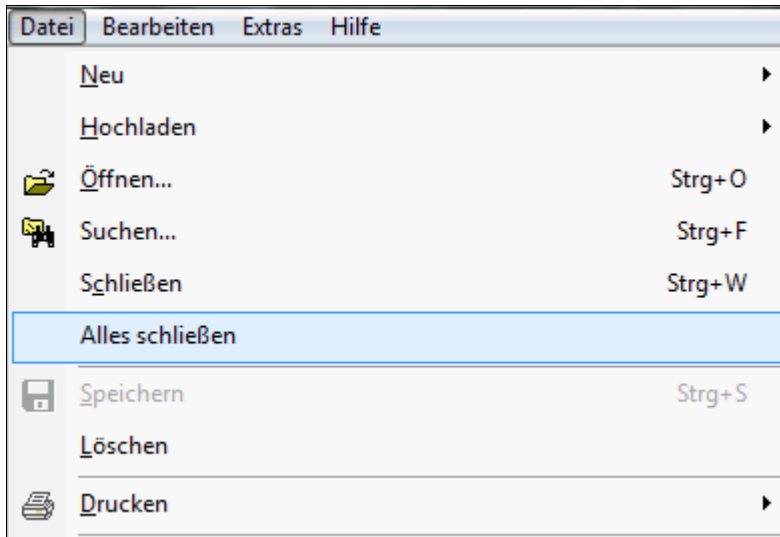 Datei Bearbeiten Extras Hilfe
Neu
Hochladen
Öffnen... Strg+O
Suchen... Strg+F
Schließen Strg+W
Alles schließen
Speichern Strg+S
Löschen
Drucken